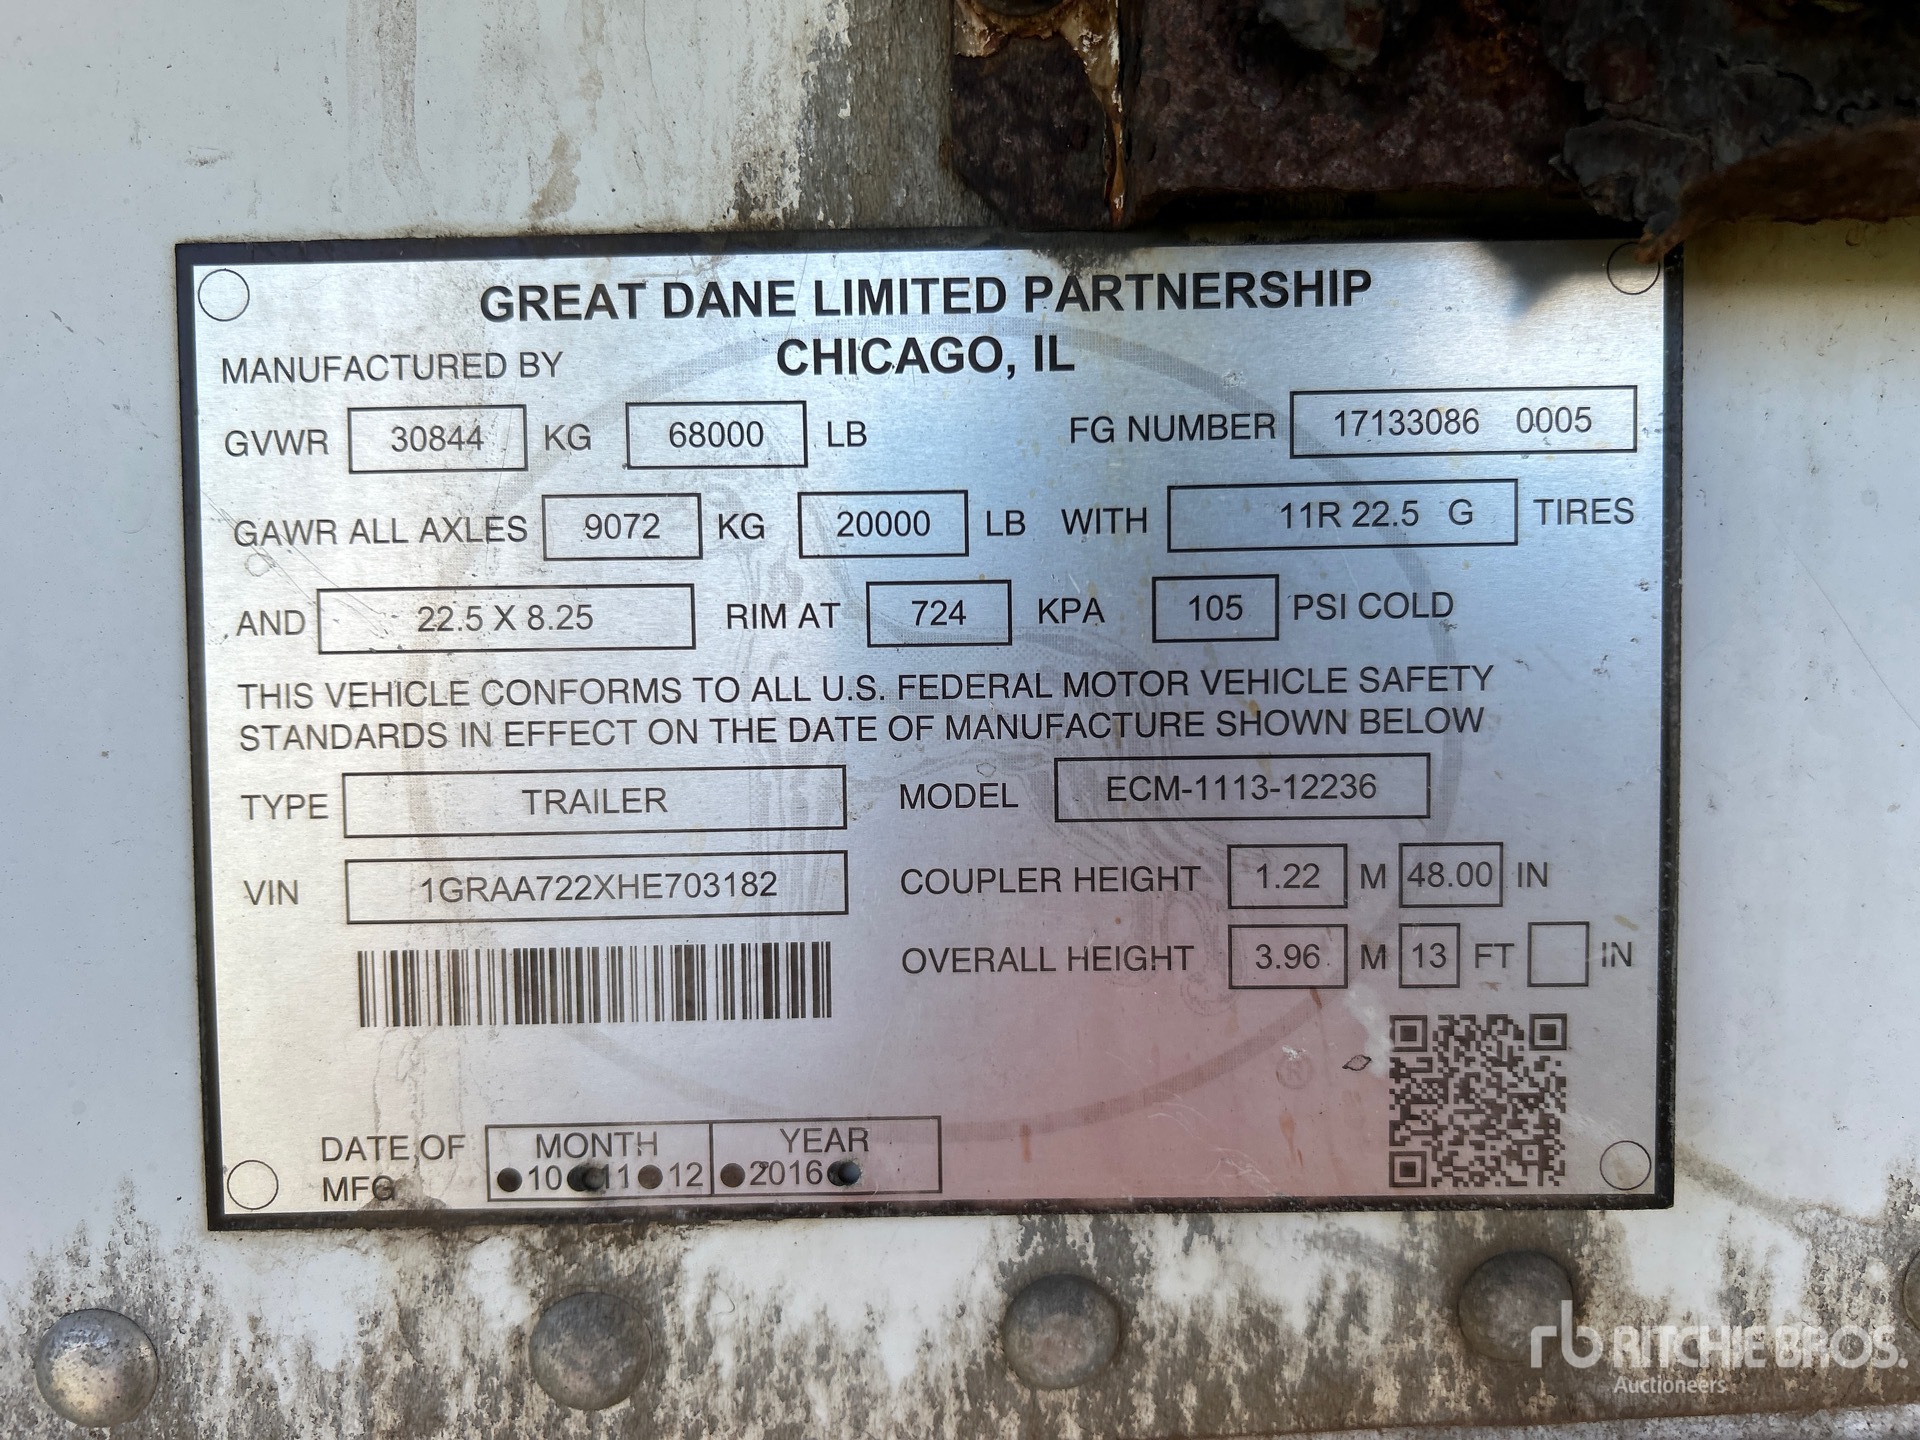 GREAT DANE LIMITED PARTNERSHIP
MANUFACTURED BY CHICAGO, IL
GVWR 30844 KG 68000 LB FG NUMBER 17133086 0005
GAWR ALL AXLES 9072 KG 20000 LB WITH 11R 22.5 G TIRES
AND 22.5 X 8.25 RIM AT 724 KPA 105 PSI COLD
THIS VEHICLE CONFORMS TO ALL U.S. FEDERAL MOTOR VEHICLE SAFETY
STANDARDS IN EFFECT ON THE DATE OF MANUFACTURE SHOWN BELOW
TYPE TRAILER MODEL ECM-1113-12236
VIN 1GRAA722XHE703182 COUPLER HEIGHT 1.22 M 48.00 IN
OVERALL HEIGHT 3.96 M 13 FT IN
®
DATE OF MONTH YEAR
MFG 10 11 12 2016
rb RITCHIE BROS.
Auctioneers